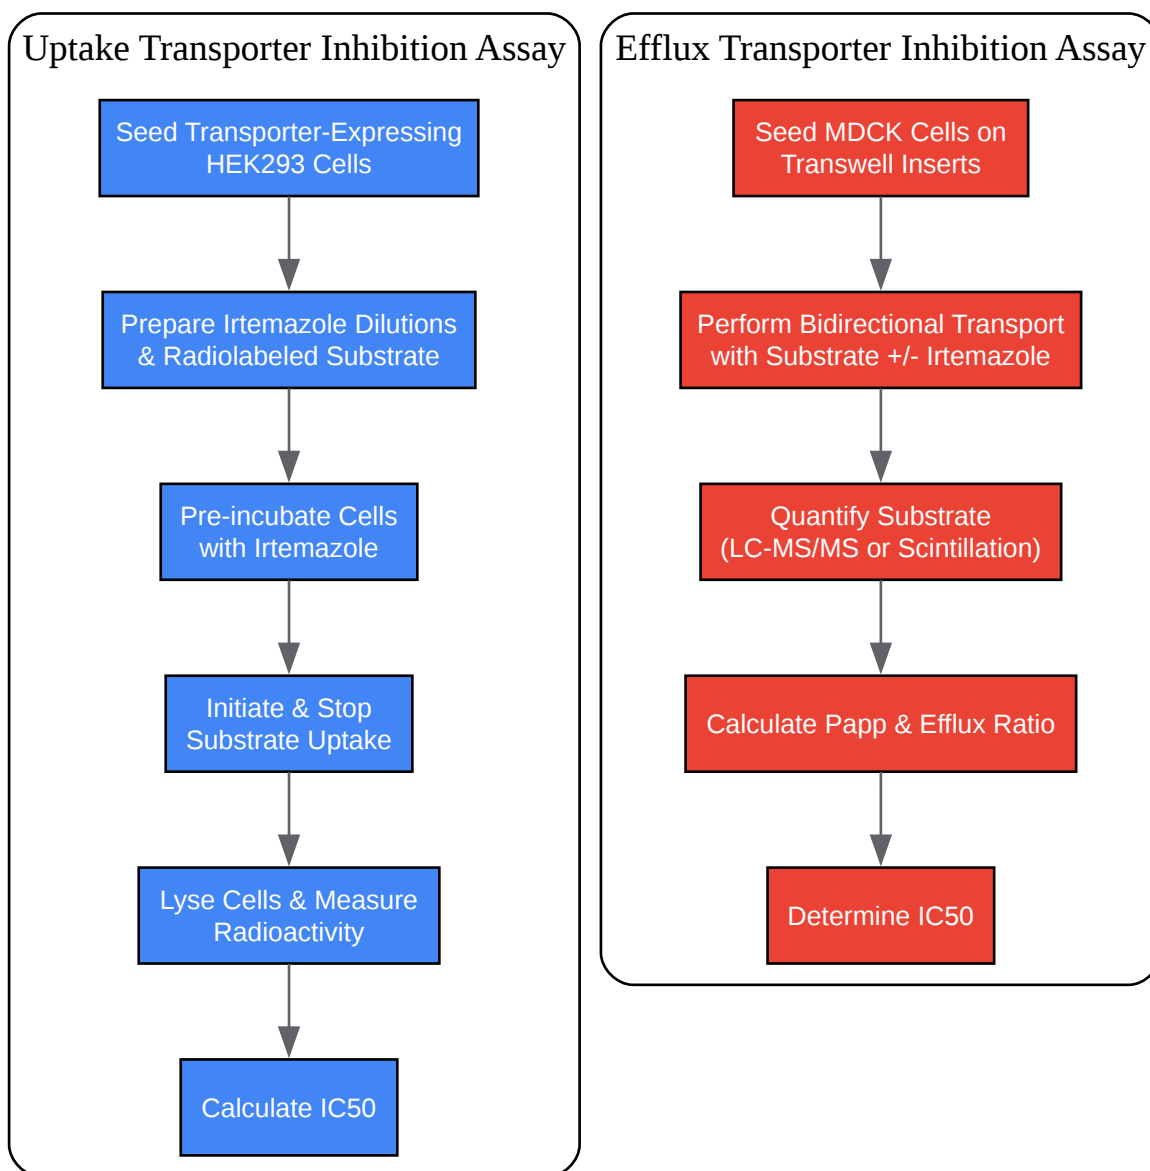 Uptake Transporter Inhibition Assay
Seed Transporter-Expressing
HEK293 Cells
Prepare Irtemazole Dilutions
& Radiolabeled Substrate
Pre-incubate Cells
with Irtemazole
Initiate & Stop
Substrate Uptake
Lyse Cells & Measure
Radioactivity
Calculate IC50
Efflux Transporter Inhibition Assay
Seed MDCK Cells on
Transwell Inserts
Perform Bidirectional Transport
with Substrate +/- Irtemazole
Quantify Substrate
(LC-MS/MS or Scintillation)
Calculate Papp & Efflux Ratio
Determine IC50